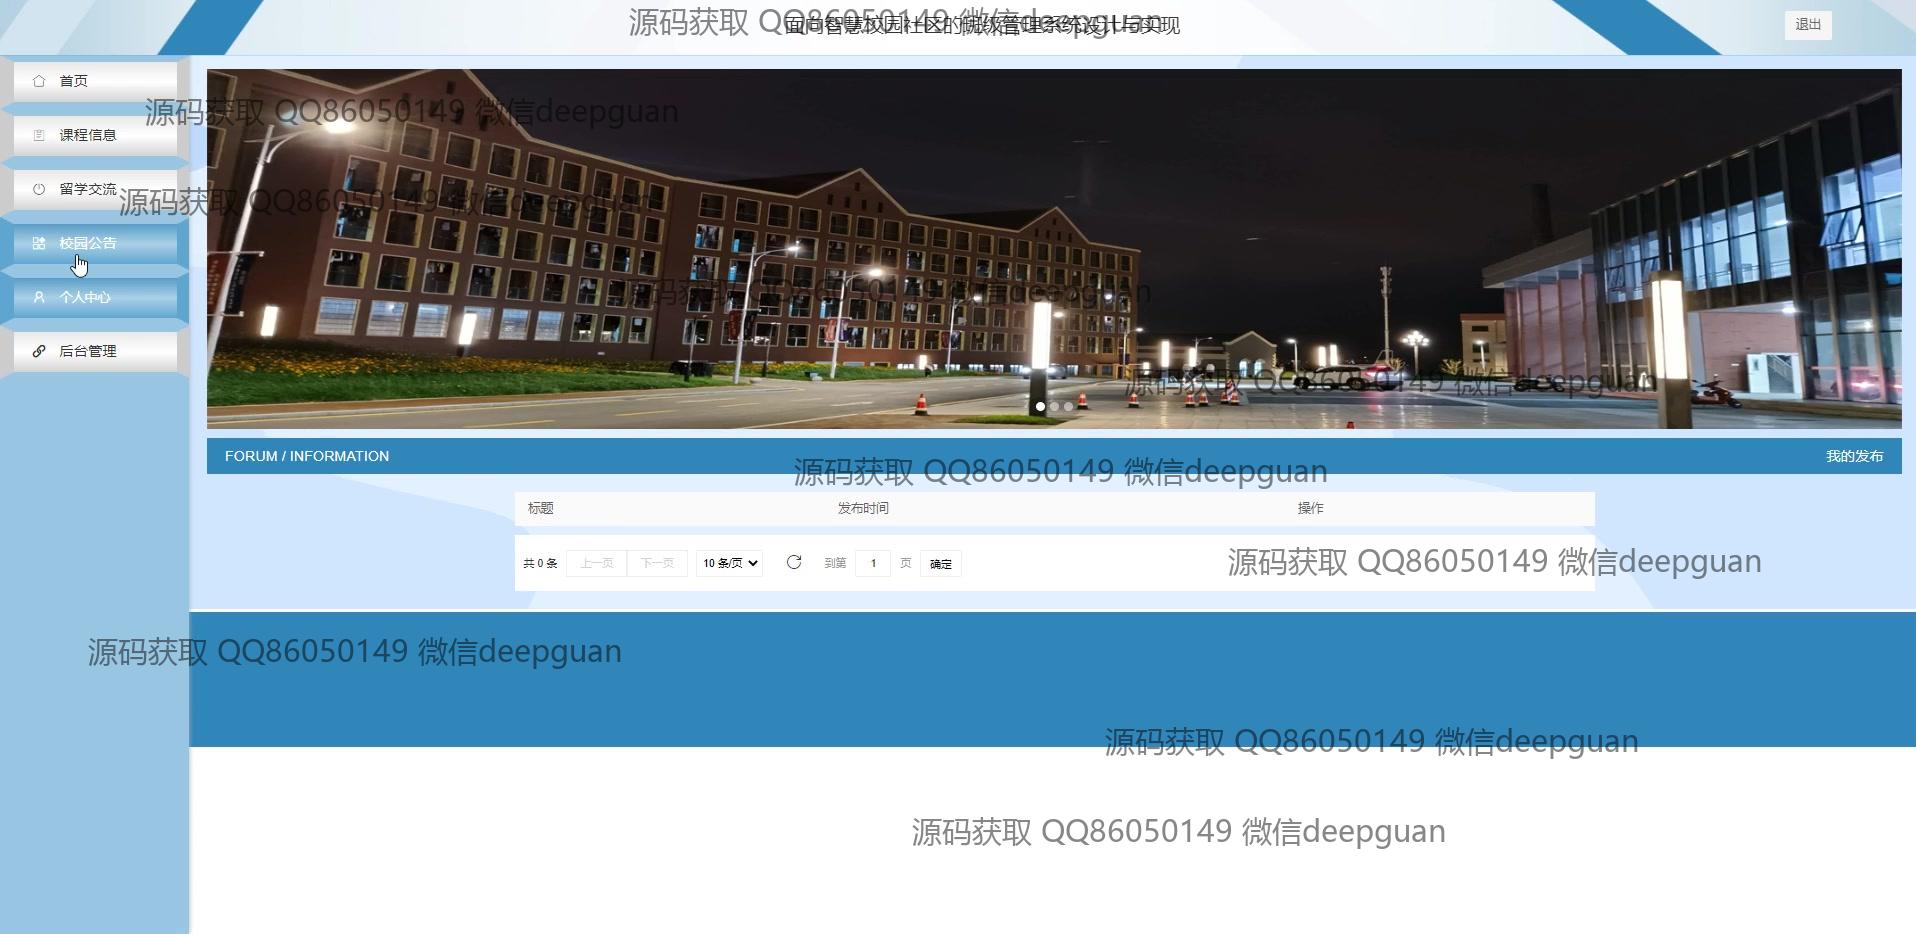 源码获取 QQ86050149 微信deepguan
面向智慧校园社区的班级管理系统设计与实现
退出
首页
源码获取 QQ86050149 微信deepguan
课程信息
留学交流
源码获取 QQ86050149 微信deepguan
校园公告
源码获取 QQ86050149 微信deepguan
个人中心
后台管理
源码获取 QQ86050149 微信deepguan
FORUM / INFORMATION
我的发布
源码获取 QQ86050149 微信deepguan
标题 发布时间 操作
共 0 条 上一页 下一页 10 条/页 到第 1 页 确定
源码获取 QQ86050149 微信deepguan
源码获取 QQ86050149 微信deepguan
源码获取 QQ86050149 微信deepguan
源码获取 QQ86050149 微信deepguan